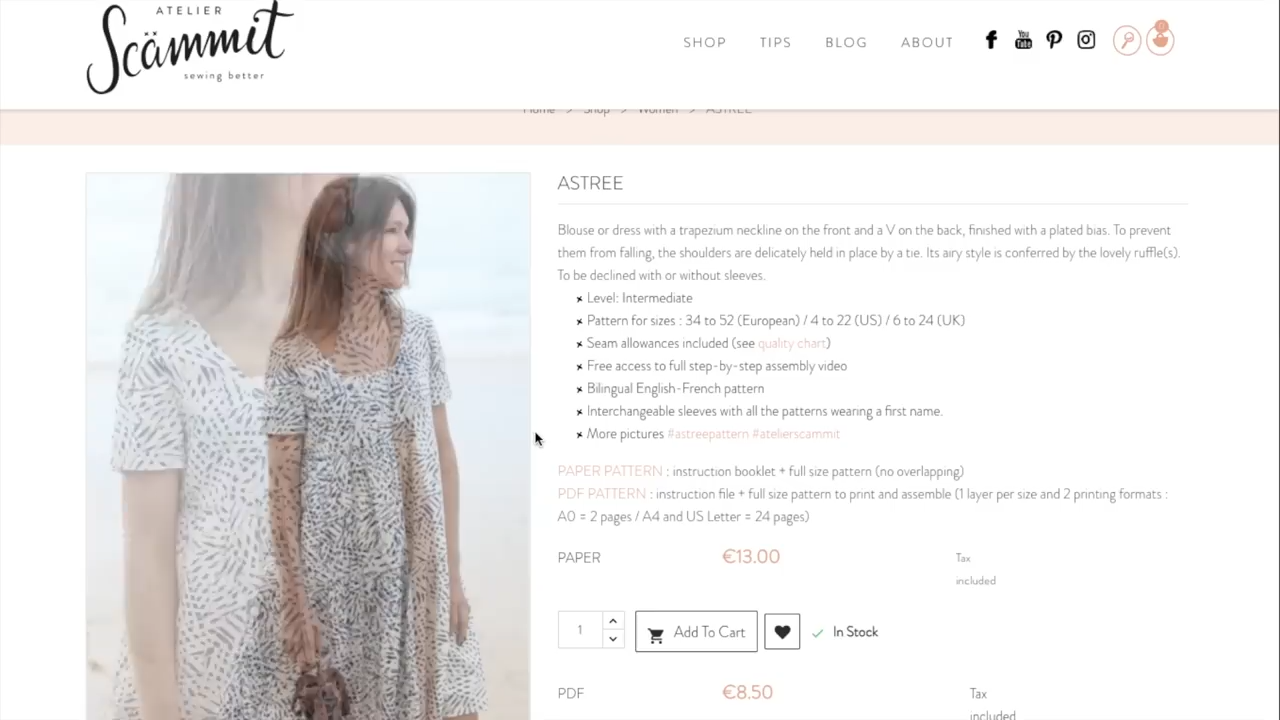 ATELIER
Scämmit
sewing better
SHOP TIPS BLOG ABOUT
You
Tube
0
Home > Shop > Women > ASTREE
ASTREE
Blouse or dress with a trapezium neckline on the front and a V on the back, finished with a plated bias. To prevent
them from falling, the shoulders are delicately held in place by a tie. Its airy style is conferred by the lovely ruffle(s).
To be declined with or without sleeves.
Level: Intermediate
Pattern for sizes : 34 to 52 (European) / 4 to 22 (US) / 6 to 24 (UK)
Seam allowances included (see quality chart)
Free access to full step-by-step assembly video
Bilingual English-French pattern
Interchangeable sleeves with all the patterns wearing a first name.
More pictures #astreepattern #atelierscammit
PAPER PATTERN : instruction booklet + full size pattern (no overlapping)
PDF PATTERN : instruction file + full size pattern to print and assemble (1 layer per size and 2 printing formats :
A0 = 2 pages / A4 and US Letter = 24 pages)
PAPER €13.00 Tax
included
1 Add To Cart In Stock
PDF €8.50 Tax
included